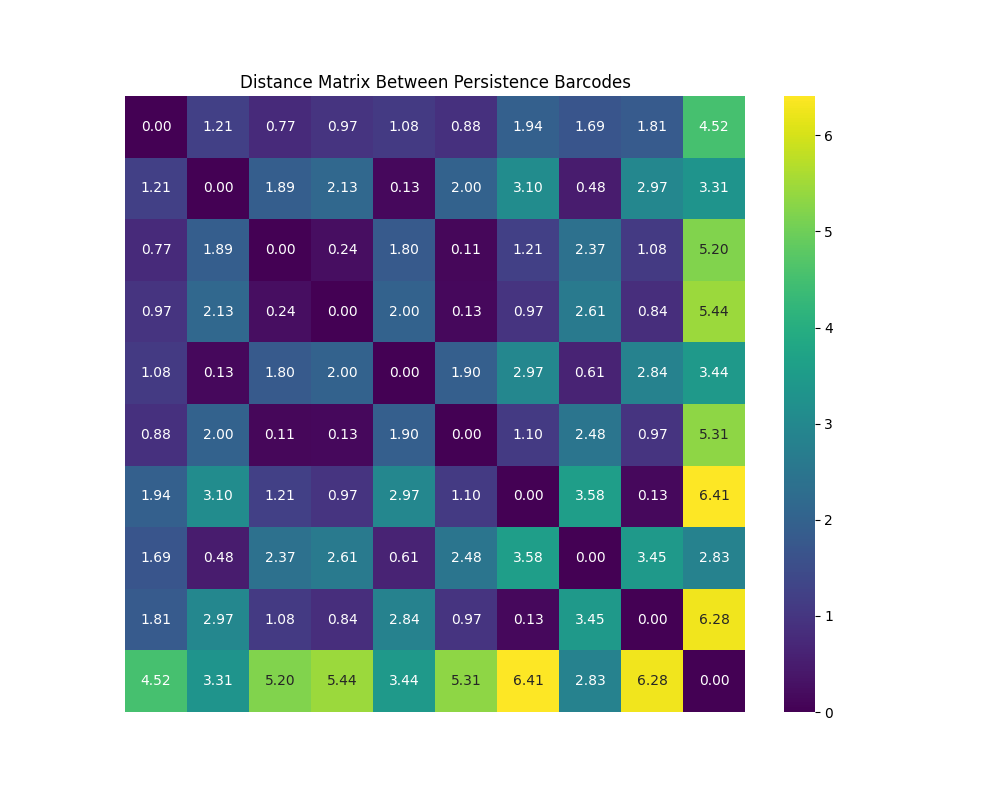 Distance Matrix Between Persistence Barcodes
0.00 1.21 0.77 0.97 1.08 0.88 1.94 1.69 1.81 4.52
1.21 0.00 1.89 2.13 0.13 2.00 3.10 0.48 2.97 3.31
0.77 1.89 0.00 0.24 1.80 0.11 1.21 2.37 1.08 5.20
0.97 2.13 0.24 0.00 2.00 0.13 0.97 2.61 0.84 5.44
1.08 0.13 1.80 2.00 0.00 1.90 2.97 0.61 2.84 3.44
0.88 2.00 0.11 0.13 1.90 0.00 1.10 2.48 0.97 5.31
1.94 3.10 1.21 0.97 2.97 1.10 0.00 3.58 0.13 6.41
1.69 0.48 2.37 2.61 0.61 2.48 3.58 0.00 3.45 2.83
1.81 2.97 1.08 0.84 2.84 0.97 0.13 3.45 0.00 6.28
4.52 3.31 5.20 5.44 3.44 5.31 6.41 2.83 6.28 0.00
6
5
4
3
2
1
0